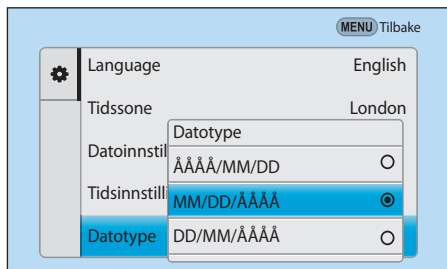 MENU Tilbake
Language English
Tidssone London
Datotype
Datoinnstil
ÅÅÅÅ/MM/DD
Tidsinnstill
MM/DD/ÅÅÅÅ
Datotype DD/MM/ÅÅÅÅ